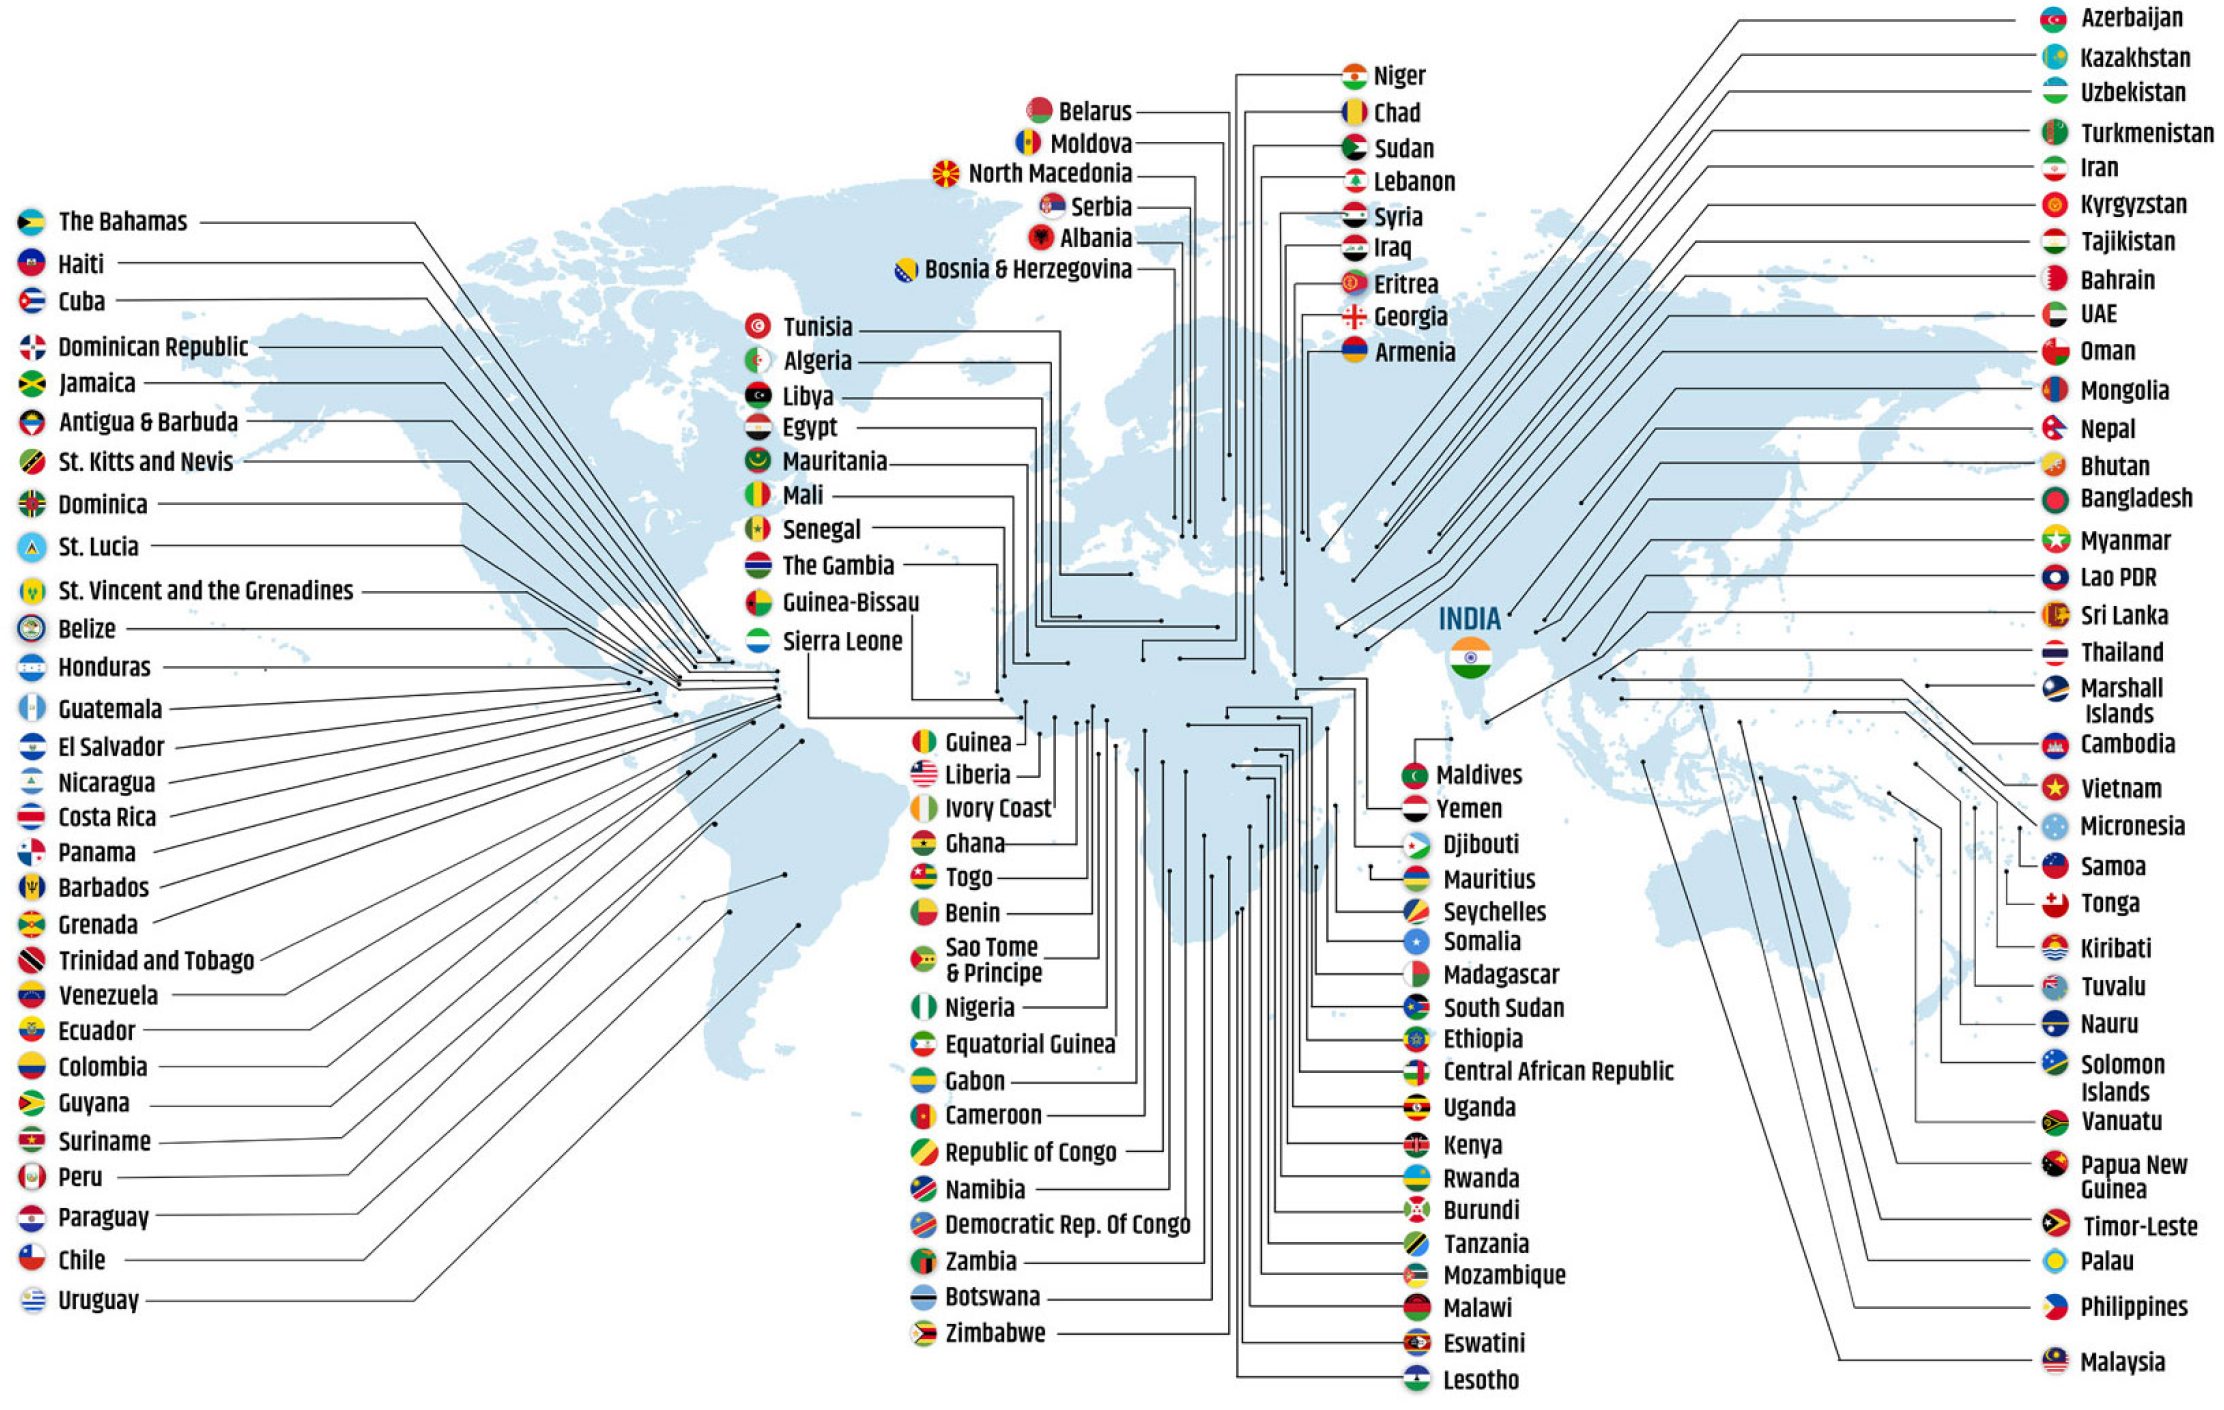 The Bahamas
Haiti
Cuba
Dominican Republic
Jamaica
Antigua & Barbuda
St. Kitts and Nevis
Dominica
St. Lucia
St. Vincent and the Grenadines
Belize
Honduras
Guatemala
El Salvador
Nicaragua
Costa Rica
Panama
Barbados
Grenada
Trinidad and Tobago
Venezuela
Ecuador
Colombia
Guyana
Suriname
Peru
Paraguay
Chile
Uruguay
Belarus
Moldova
North Macedonia
Serbia
Albania
Bosnia & Herzegovina
Tunisia
Algeria
Libya
Egypt
Mauritania
Mali
Senegal
The Gambia
Guinea-Bissau
Sierra Leone
Guinea
Liberia
Ivory Coast
Ghana
Togo
Benin
Sao Tome
& Principe
Nigeria
Equatorial Guinea
Gabon
Cameroon
Republic of Congo
Namibia
Democratic Rep. Of Congo
Zambia
Botswana
Zimbabwe
Niger
Chad
Sudan
Lebanon
Syria
Iraq
Eritrea
Georgia
Armenia
INDIA
Maldives
Yemen
Djibouti
Mauritius
Seychelles
Somalia
Madagascar
South Sudan
Ethiopia
Central African Republic
Uganda
Kenya
Rwanda
Burundi
Tanzania
Mozambique
Malawi
Eswatini
Lesotho
Azerbaijan
Kazakhstan
Uzbekistan
Turkmenistan
Iran
Kyrgyzstan
Tajikistan
Bahrain
UAE
Oman
Mongolia
Nepal
Bhutan
Bangladesh
Myanmar
Lao PDR
Sri Lanka
Thailand
Marshall
Islands
Cambodia
Vietnam
Micronesia
Samoa
Tonga
Kiribati
Tuvalu
Nauru
Solomon
Islands
Vanuatu
Papua New
Guinea
Timor-Leste
Palau
Philippines
Malaysia